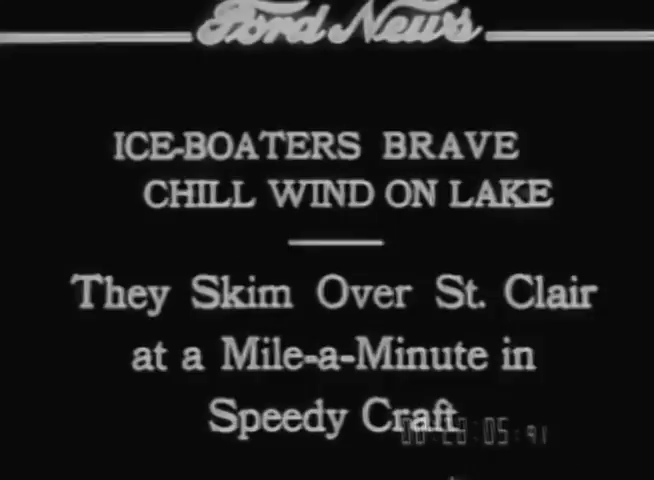 Ford News
ICE-BOATERS BRAVE
CHILL WIND ON LAKE
They Skim Over St. Clair
at a Mile-a-Minute in
Speedy Craft